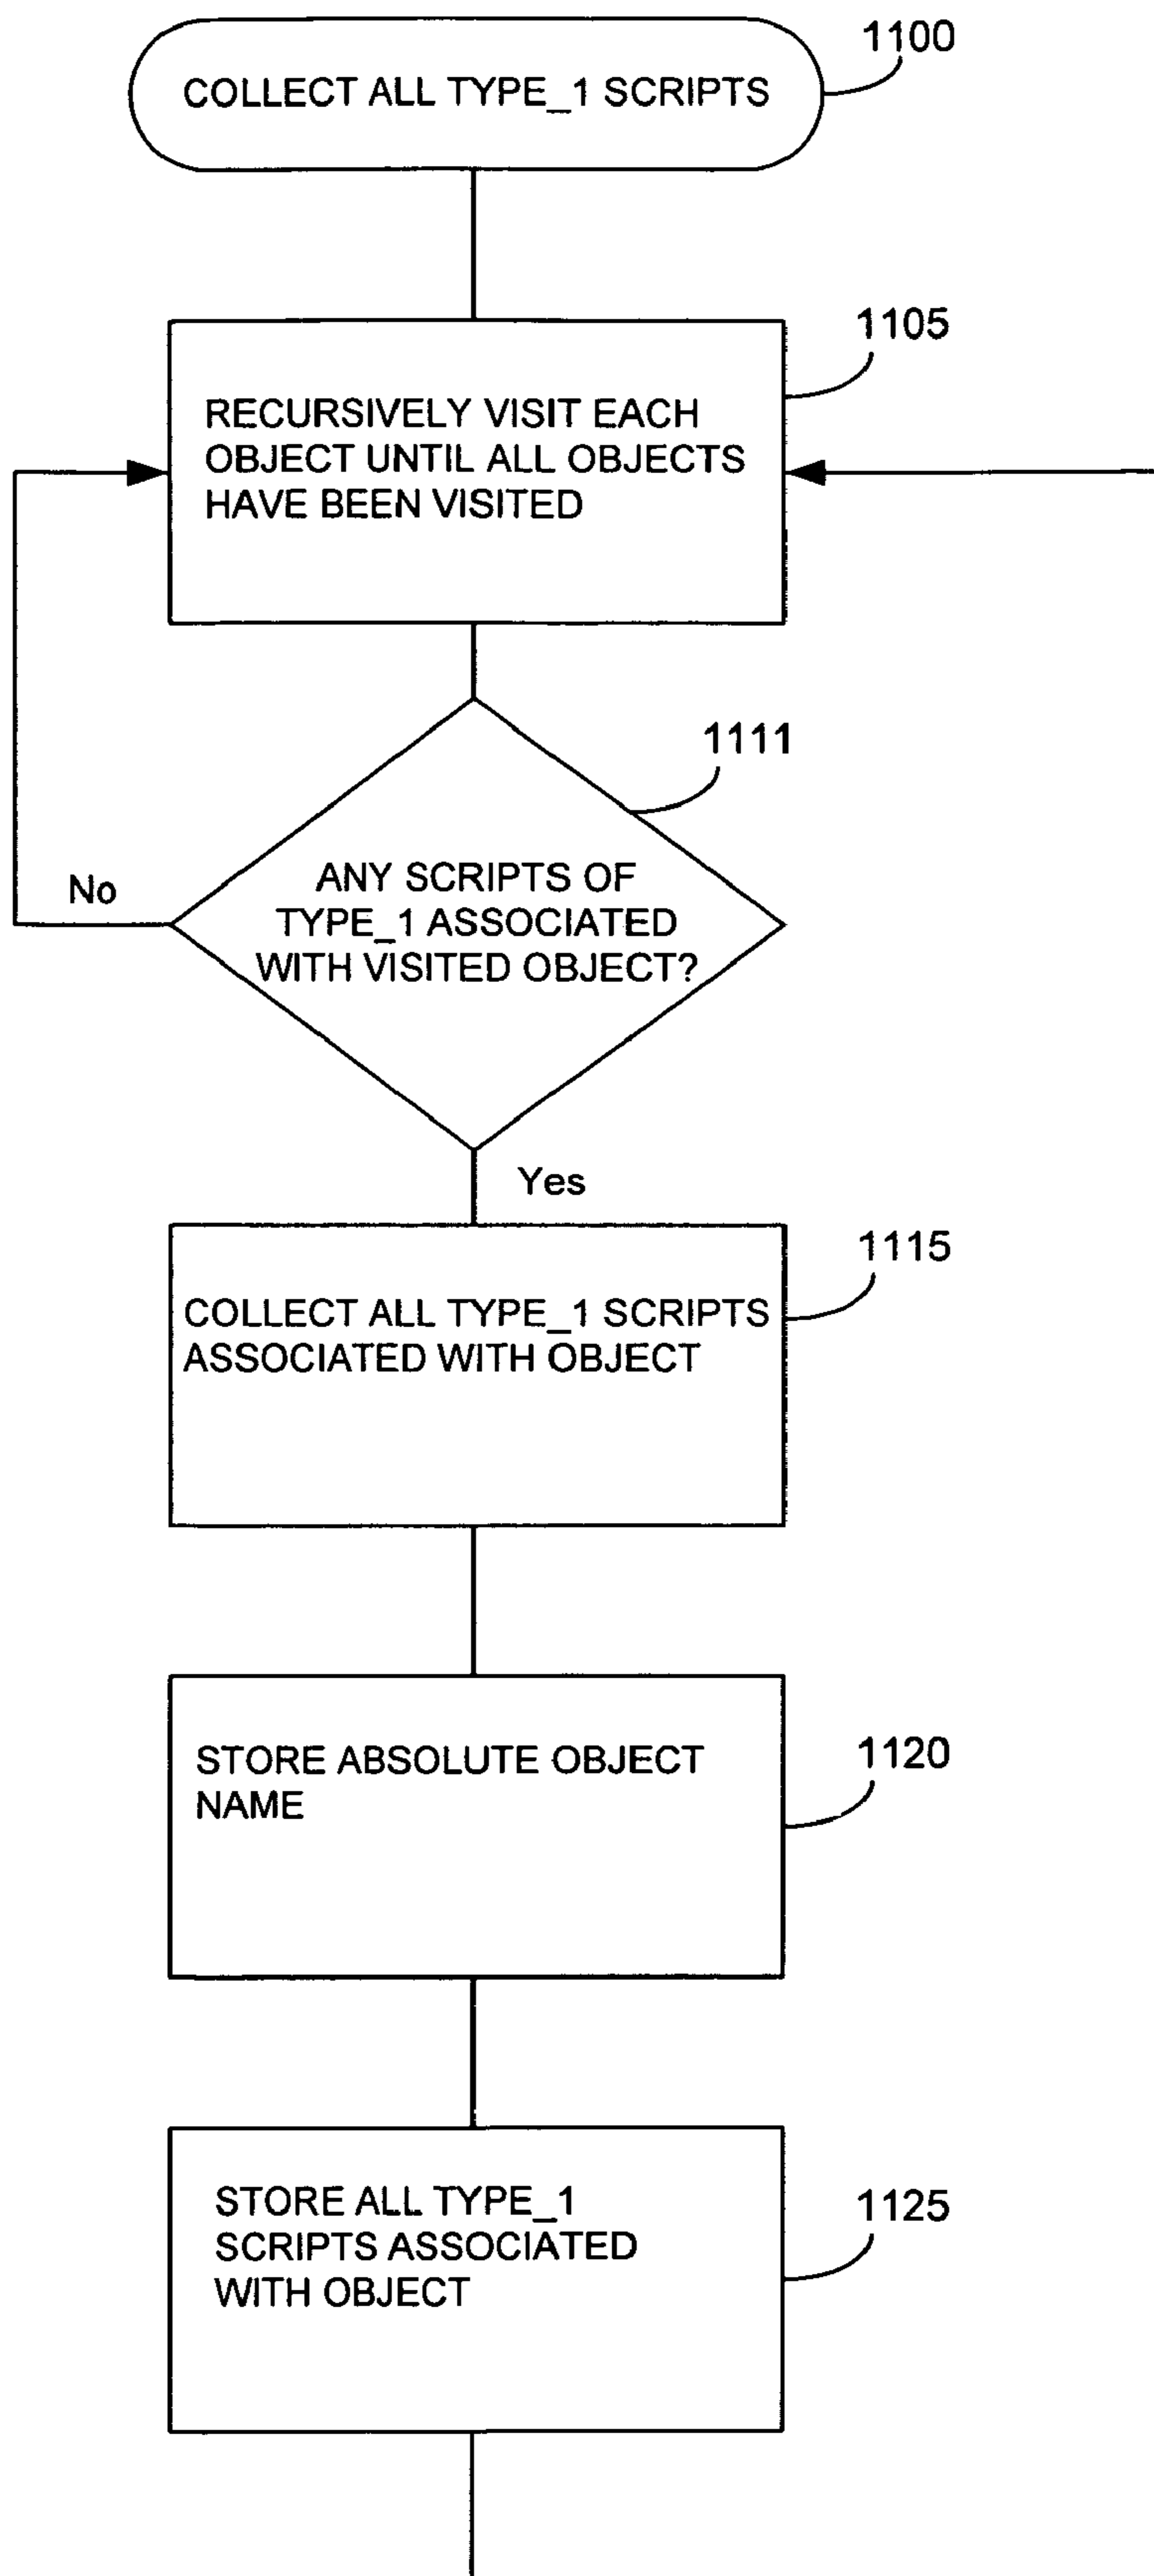 1100
COLLECT ALL TYPE_1 SCRIPTS
1105
RECURSIVELY VISIT EACH
OBJECT UNTIL ALL OBJECTS
HAVE BEEN VISITED
1111
ANY SCRIPTS OF
TYPE_1 ASSOCIATED
WITH VISITED OBJECT?
No
Yes
1115
COLLECT ALL TYPE_1 SCRIPTS
ASSOCIATED WITH OBJECT
1120
STORE ABSOLUTE OBJECT
NAME
1125
STORE ALL TYPE_1
SCRIPTS ASSOCIATED
WITH OBJECT